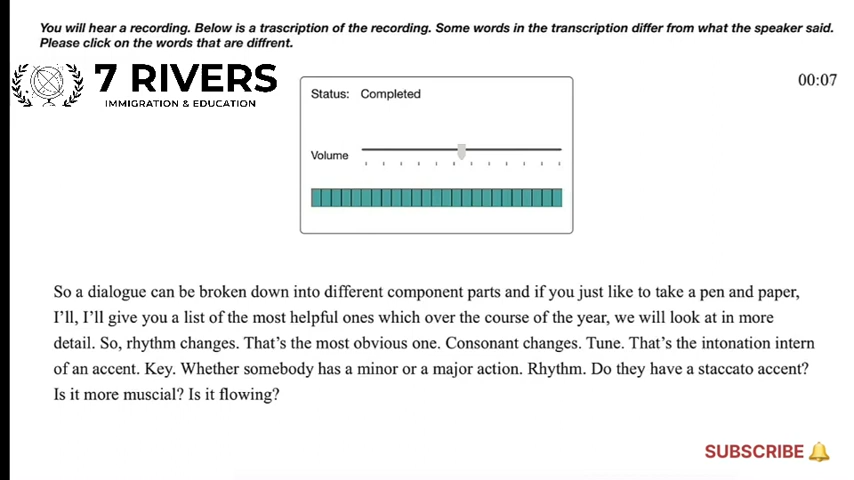 You will hear a recording. Below is a trascription of the recording. Some words in the transcription differ from what the speaker said.
Please click on the words that are diffrent.
7 RIVERS
IMMIGRATION & EDUCATION
00:07
Status: Completed
Volume
So a dialogue can be broken down into different component parts and if you just like to take a pen and paper,
I'll, I'll give you a list of the most helpful ones which over the course of the year, we will look at in more
detail. So, rhythm changes. That's the most obvious one. Consonant changes. Tune. That's the intonation intern
of an accent. Key. Whether somebody has a minor or a major action. Rhythm. Do they have a staccato accent?
Is it more muscial? Is it flowing?
SUBSCRIBE